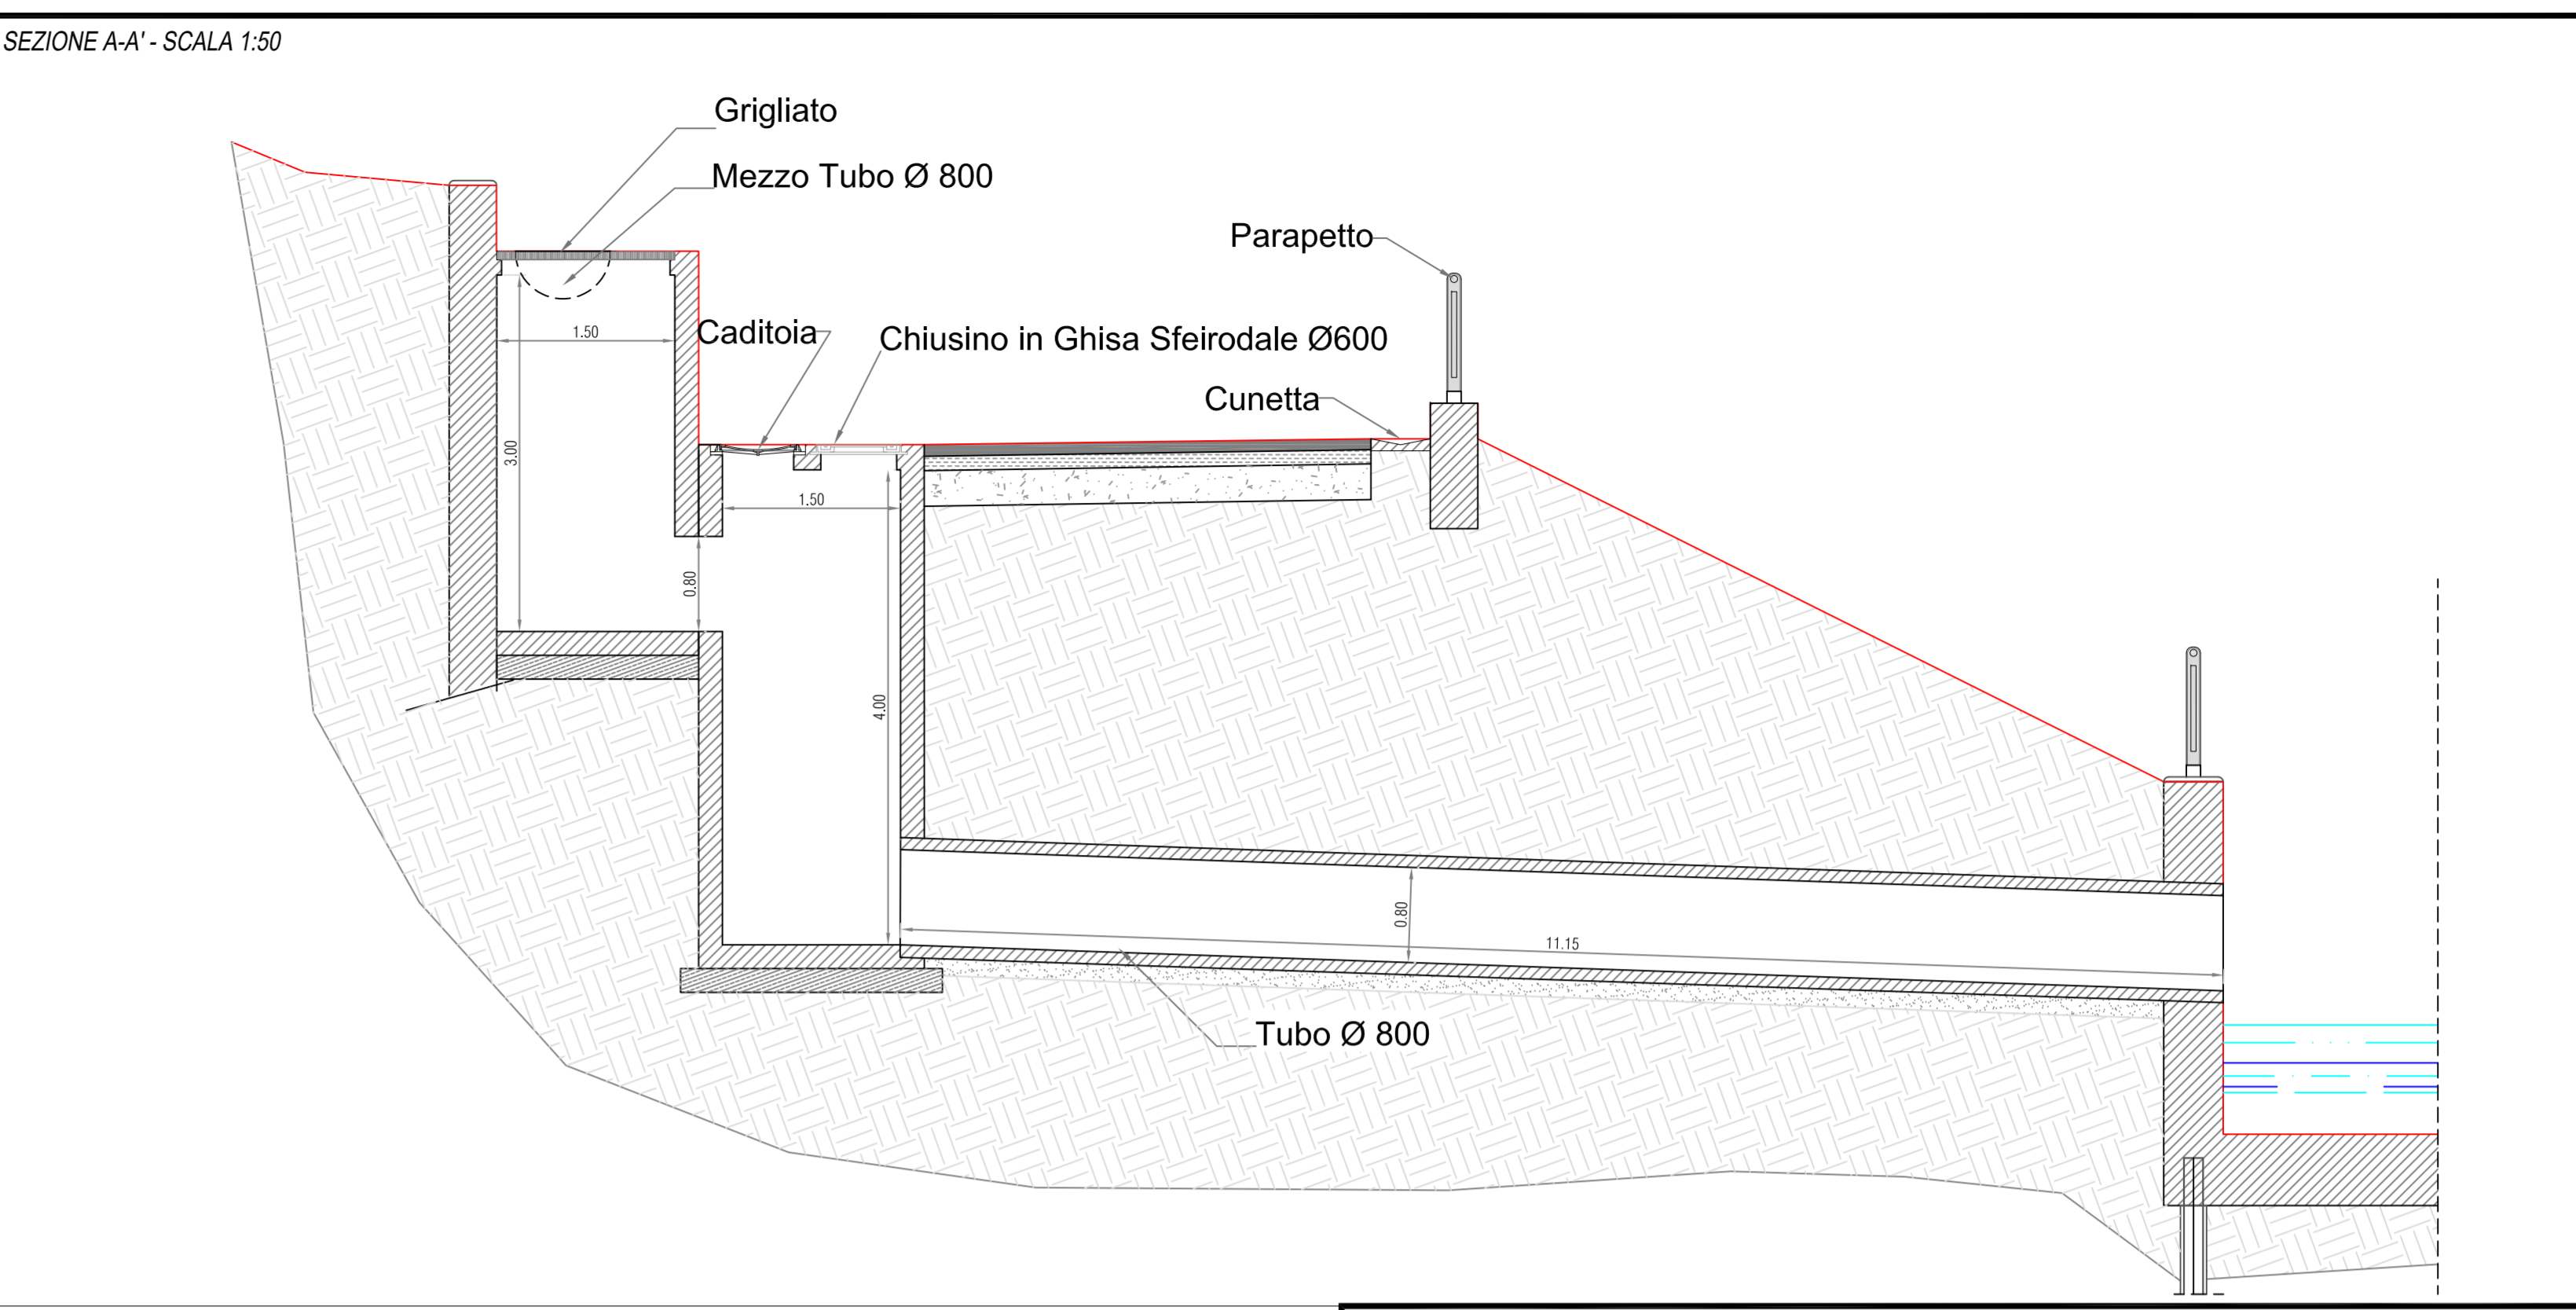 SEZIONE A-A' - SCALA 1:50
Grigliato
Mezzo Tubo Ø 800
Parapetto
Caditoia
Chiusino in Ghisa Sfeirodale Ø600
Cunetta
1.50
3.00
1.50
0.80
4.00
0.80
11.15
Tubo Ø 800